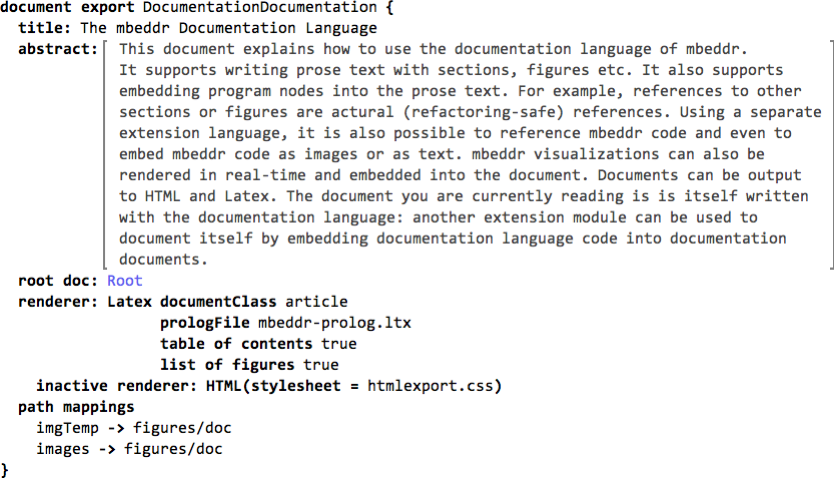 document export DocumentationDocumentation {
title: The mbeddr Documentation Language
abstract: This document explains how to use the documentation language of mbeddr.
It supports writing prose text with sections, figures etc. It also supports
embedding program nodes into the prose text. For example, references to other
sections or figures are actural (refactoring-safe) references. Using a separate
extension language, it is also possible to reference mbeddr code and even to
embed mbeddr code as images or as text. mbeddr visualizations can also be
rendered in real-time and embedded into the document. Documents can be output
to HTML and Latex. The document you are currently reading is is itself written
with the documentation language: another extension module can be used to
document itself by embedding documentation language code into documentation
documents.
root doc: Root
renderer: Latex documentClass article
prologFile mbeddr-prolog.ltx
table of contents true
list of figures true
inactive renderer: HTML(stylesheet = htmlexport.css)
path mappings
imgTemp -> figures/doc
images -> figures/doc
}